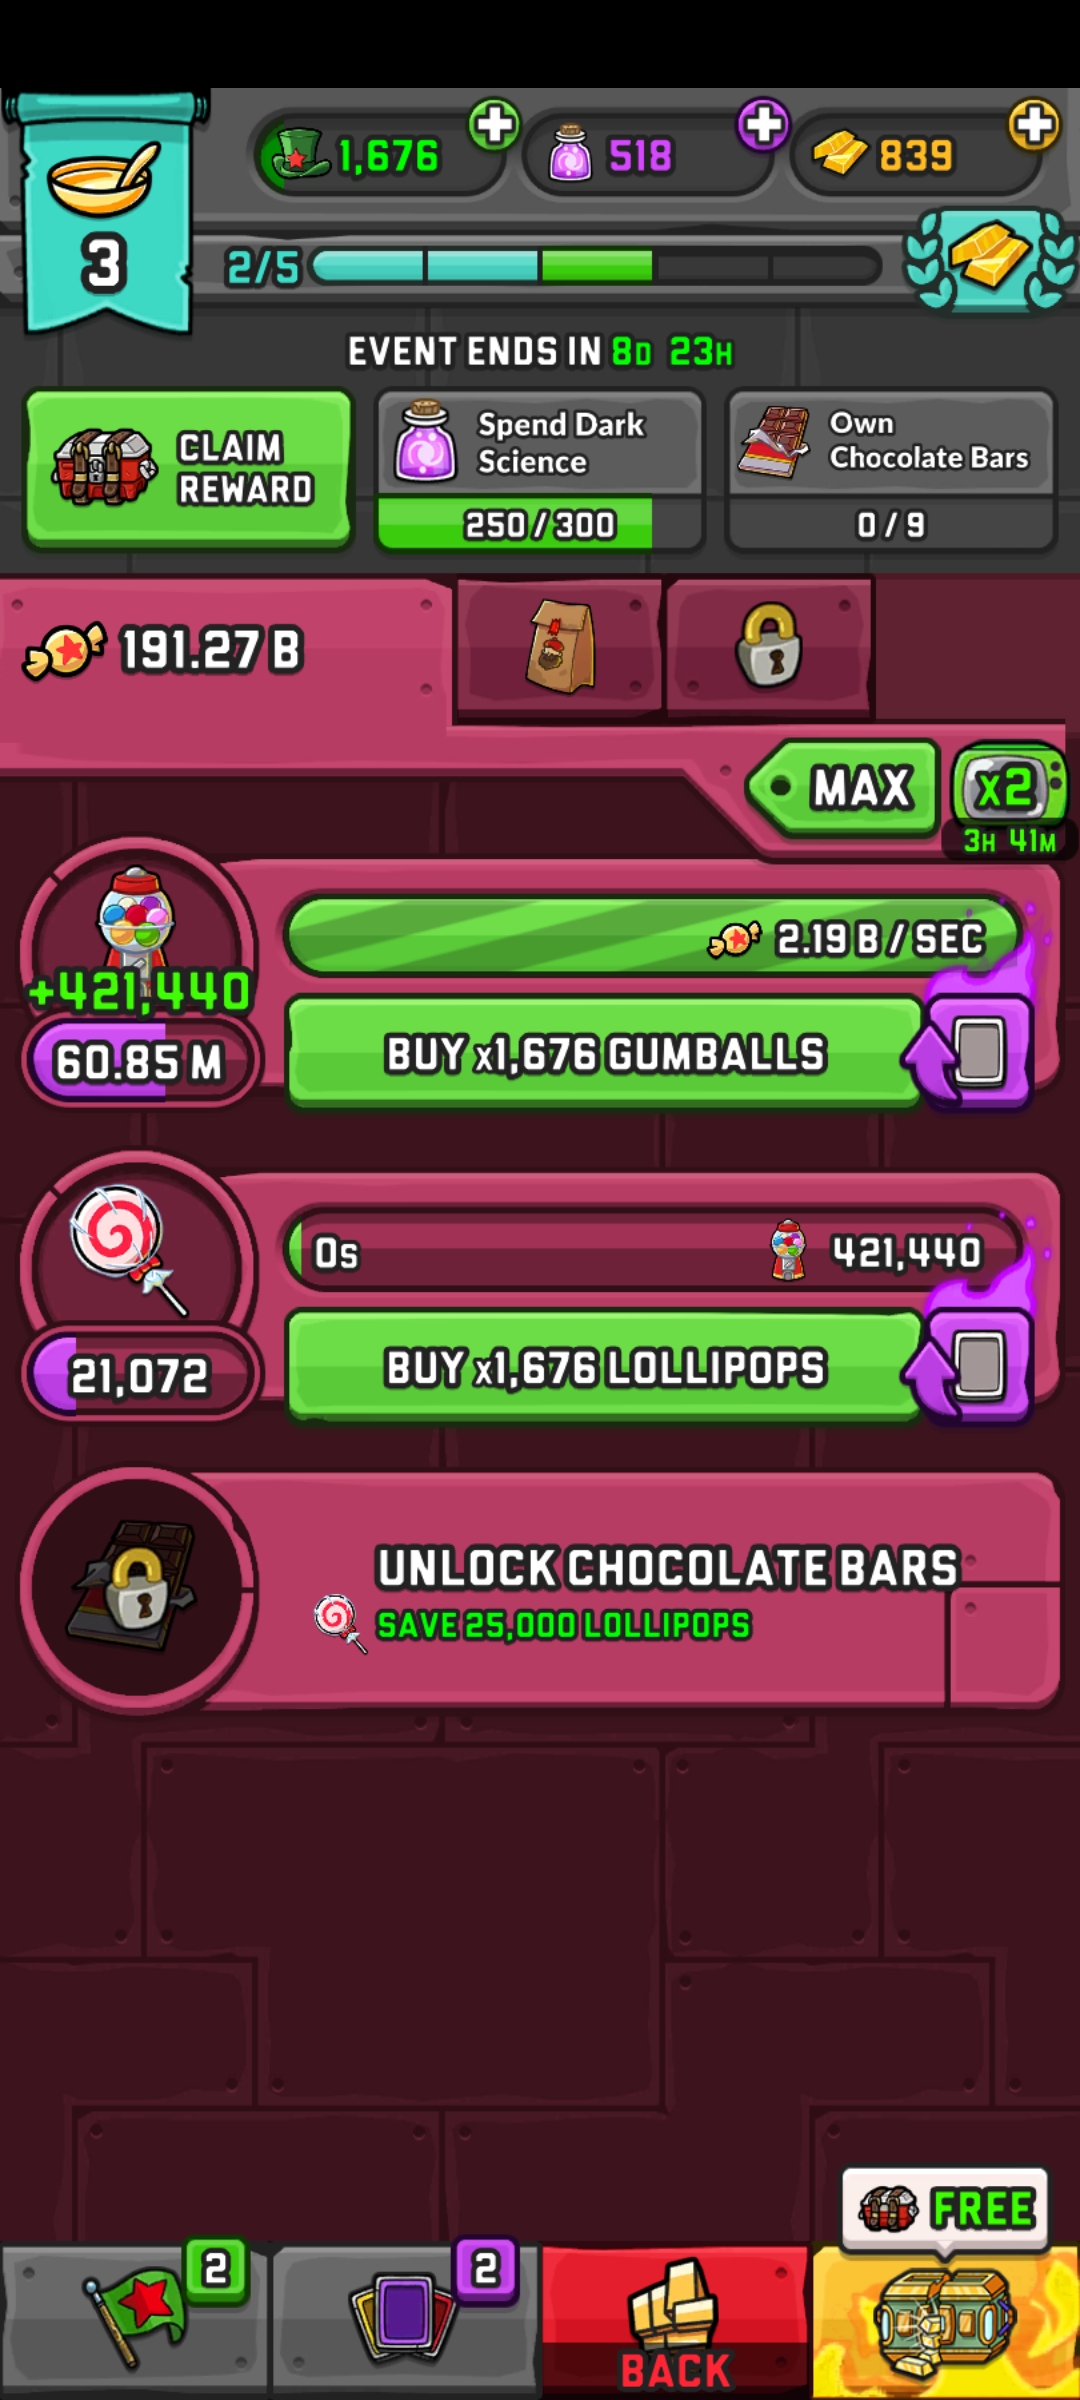 1,676
518
839
3
2/5
EVENT ENDS IN 8D 23H
CLAIM
REWARD
Spend Dark
Science
250 / 300
Own
Chocolate Bars
0 / 9
191.27 B
MAX
x2
3H 41M
2.19 B / SEC
+421,440
60.85 M
BUY x1,676 GUMBALLS
0s
421,440
21,072
BUY x1,676 LOLLIPOPS
UNLOCK CHOCOLATE BARS
SAVE 25,000 LOLLIPOPS
FREE
2
2
BACK